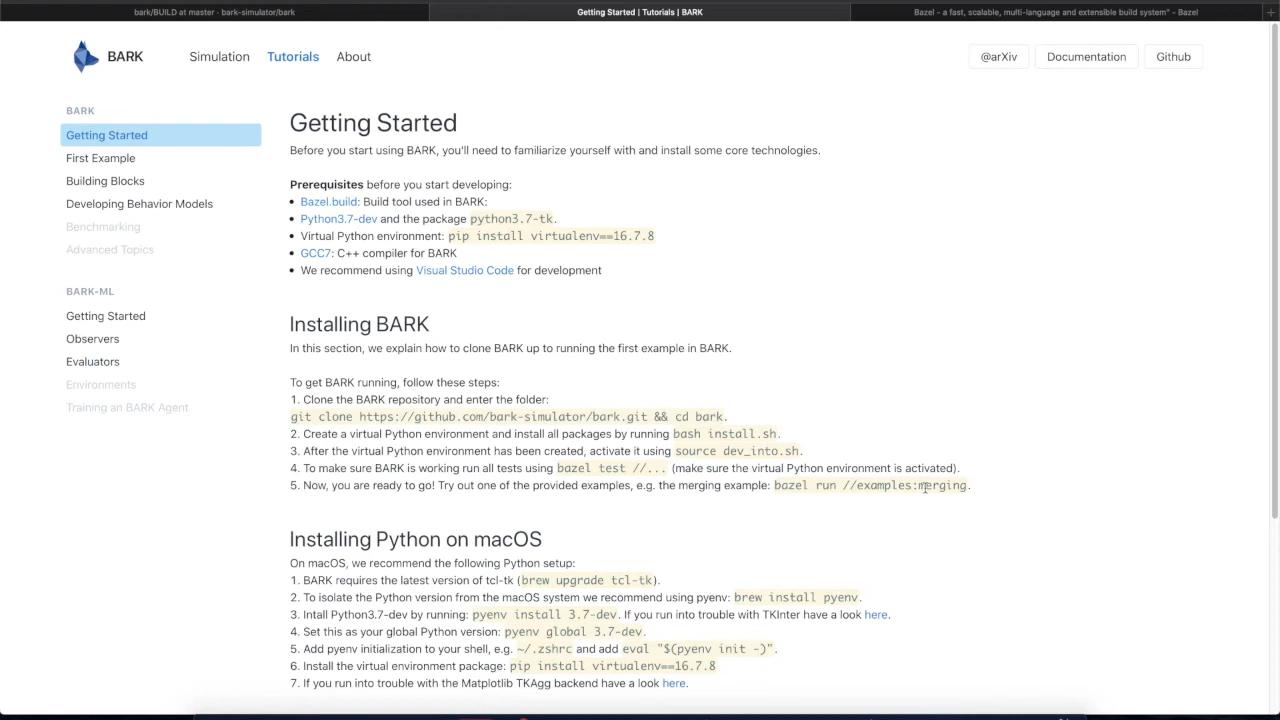 bark/BUILD at master · bark-simulator/bark
Getting Started | Tutorials | BARK
Bazel - a fast, scalable, multi-language and extensible build system" - Bazel
BARK
Simulation
Tutorials
About
@arXiv
Documentation
Github
BARK
Getting Started
First Example
Building Blocks
Developing Behavior Models
Benchmarking
Advanced Topics
BARK-ML
Getting Started
Observers
Evaluators
Environments
Training an BARK Agent
Getting Started
Before you start using BARK, you'll need to familiarize yourself with and install some core technologies.
Prerequisites before you start developing:
• Bazel.build: Build tool used in BARK:
• Python3.7-dev and the package python3.7-tk.
• Virtual Python environment: pip install virtualenv==16.7.8
• GCC7: C++ compiler for BARK
• We recommend using Visual Studio Code for development
Installing BARK
In this section, we explain how to clone BARK up to running the first example in BARK.
To get BARK running, follow these steps:
1. Clone the BARK repository and enter the folder:
git clone https://github.com/bark-simulator/bark.git && cd bark.
2. Create a virtual Python environment and install all packages by running bash install.sh.
3. After the virtual Python environment has been created, activate it using source dev_into.sh.
4. To make sure BARK is working run all tests using bazel test //... (make sure the virtual Python environment is activated).
5. Now, you are ready to go! Try out one of the provided examples, e.g. the merging example: bazel run //examples:merging.
Installing Python on macOS
On macOS, we recommend the following Python setup:
1. BARK requires the latest version of tcl-tk (brew upgrade tcl-tk).
2. To isolate the Python version from the macOS system we recommend using pyenv: brew install pyenv.
3. Intall Python3.7-dev by running: pyenv install 3.7-dev. If you run into trouble with TKInter have a look here.
4. Set this as your global Python version: pyenv global 3.7-dev.
5. Add pyenv initialization to your shell, e.g. ~/.zshrc and add eval "$(pyenv init -)".
6. Install the virtual environment package: pip install virtualenv==16.7.8
7. If you run into trouble with the Matplotlib TKAgg backend have a look here.